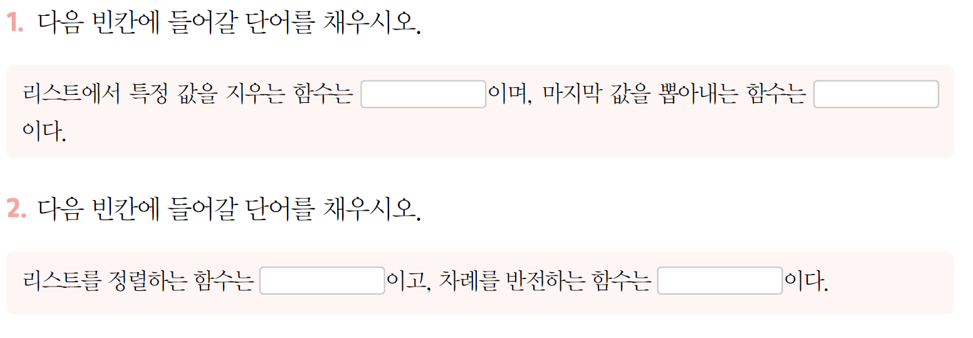 1. 다음 빈칸에 들어갈 단어를 채우시오.
리스트에서 특정 값을 지우는 함수는 이며, 마지막 값을 뽑아내는 함수는
이다.
2. 다음 빈칸에 들어갈 단어를 채우시오.
리스트를 정렬하는 함수는 이고, 차례를 반전하는 함수는 이다.